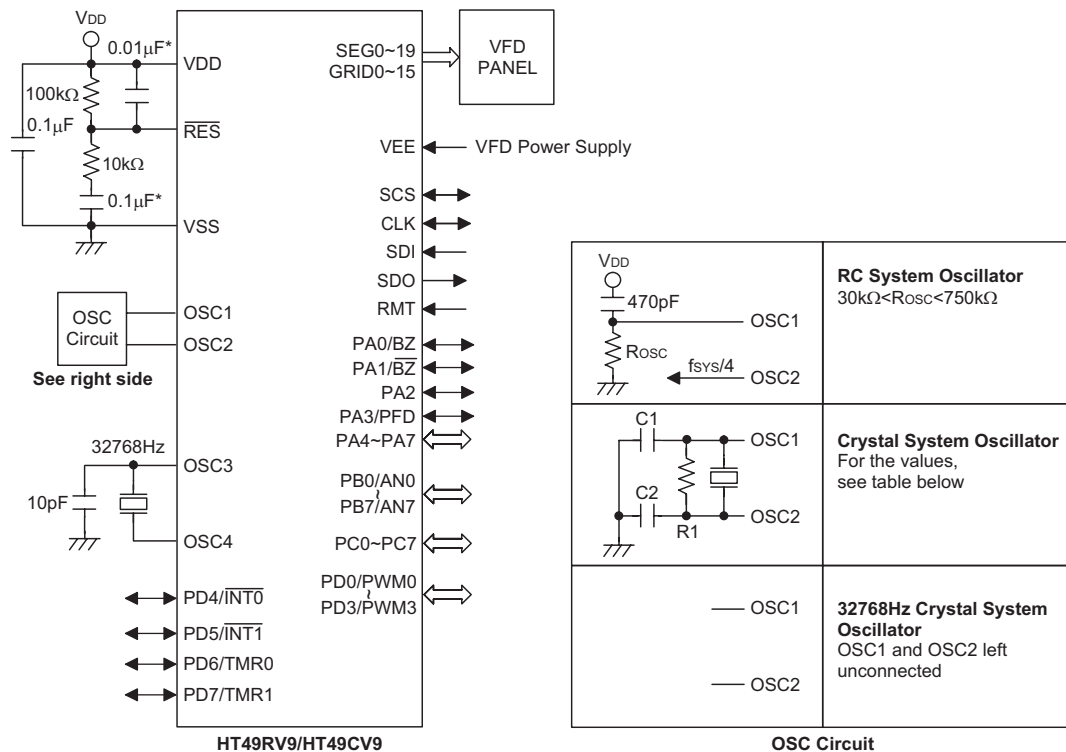 VDD
0.01μF*
VDD
100kΩ
0.1μF
RES
10kΩ
0.1μF*
VSS
OSC
Circuit
OSC1
OSC2
See right side
32768Hz
OSC3
10pF
OSC4
PD4/INT0
PD5/INT1
PD6/TMR0
PD7/TMR1
SEG0~19
GRID0~15
VFD
PANEL
VEE
VFD Power Supply
SCS
CLK
SDI
SDO
RMT
PA0/BZ
PA1/BZ
PA2
PA3/PFD
PA4~PA7
PB0/AN0
~
PB7/AN7
PC0~PC7
PD0/PWM0
~
PD3/PWM3
HT49RV9/HT49CV9
VDD
470pF
OSC1
ROSC
fSYS/4
OSC2
RC System Oscillator
30kΩ<ROSC<750kΩ
C1
OSC1
C2
OSC2
R1
Crystal System Oscillator
For the values,
see table below
OSC1
OSC2
32768Hz Crystal System
Oscillator
OSC1 and OSC2 left
unconnected
OSC Circuit